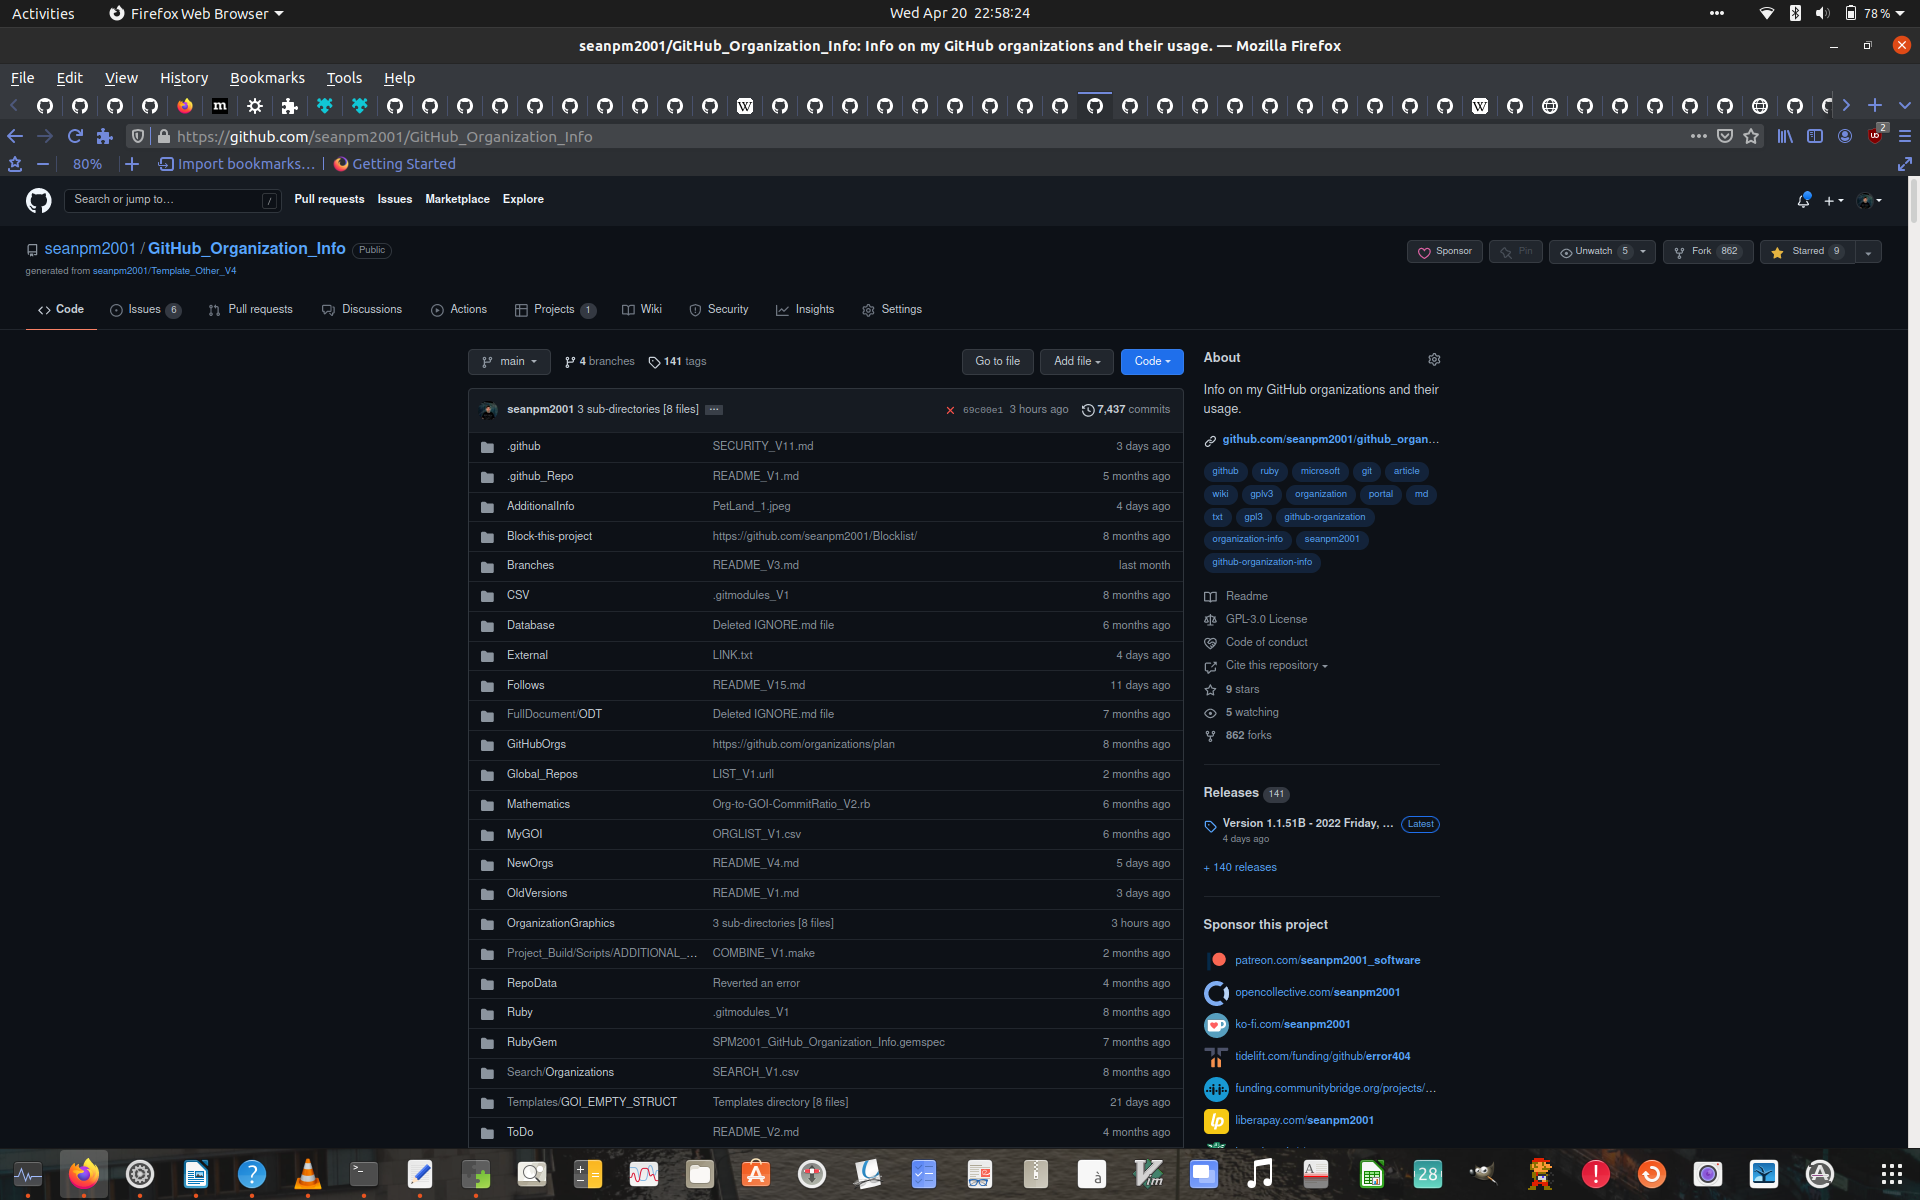 Activities Firefox Web Browser Wed Apr 20 22:58:24 78 %
seanpm2001/GitHub_Organization_Info: Info on my GitHub organizations and their usage. — Mozilla Firefox
File Edit View History Bookmarks Tools Help
https://github.com/seanpm2001/GitHub_Organization_Info 2
80% Import bookmarks… Getting Started
Search or jump to… / Pull requests Issues Marketplace Explore
seanpm2001 / GitHub_Organization_Info Public Sponsor Pin Unwatch 5 Fork 862 Starred 9
generated from seanpm2001/Template_Other_V4
Code Issues 6 Pull requests Discussions Actions Projects 1 Wiki Security Insights Settings
main 4 branches 141 tags Go to file Add file Code
seanpm2001 3 sub-directories [8 files] 69c00e1 3 hours ago 7,437 commits
.github SECURITY_V11.md 3 days ago
.github_Repo README_V1.md 5 months ago
AdditionalInfo PetLand_1.jpeg 4 days ago
Block-this-project https://github.com/seanpm2001/Blocklist/ 8 months ago
Branches README_V3.md last month
CSV .gitmodules_V1 8 months ago
Database Deleted IGNORE.md file 6 months ago
External LINK.txt 4 days ago
Follows README_V15.md 11 days ago
FullDocument/ODT Deleted IGNORE.md file 7 months ago
GitHubOrgs https://github.com/organizations/plan 8 months ago
Global_Repos LIST_V1.urll 2 months ago
Mathematics Org-to-GOI-CommitRatio_V2.rb 6 months ago
MyGOI ORGLIST_V1.csv 6 months ago
NewOrgs README_V4.md 5 days ago
OldVersions README_V1.md 3 days ago
OrganizationGraphics 3 sub-directories [8 files] 3 hours ago
Project_Build/Scripts/ADDITIONAL_… COMBINE_V1.make 2 months ago
RepoData Reverted an error 4 months ago
Ruby .gitmodules_V1 8 months ago
RubyGem SPM2001_GitHub_Organization_Info.gemspec 7 months ago
Search/Organizations SEARCH_V1.csv 8 months ago
Templates/GOI_EMPTY_STRUCT Templates directory [8 files] 21 days ago
ToDo README_V2.md 4 months ago
About
Info on my GitHub organizations and their
usage.
github.com/seanpm2001/github_organ…
github ruby microsoft git article
wiki gplv3 organization portal md
txt gpl3 github-organization
organization-info seanpm2001
github-organization-info
Readme
GPL-3.0 License
Code of conduct
Cite this repository
9 stars
5 watching
862 forks
Releases 141
Version 1.1.51B - 2022 Friday, … Latest
4 days ago
+ 140 releases
Sponsor this project
patreon.com/seanpm2001_software
opencollective.com/seanpm2001
ko-fi.com/seanpm2001
tidelift.com/funding/github/error404
funding.communitybridge.org/projects/…
liberapay.com/seanpm2001
28